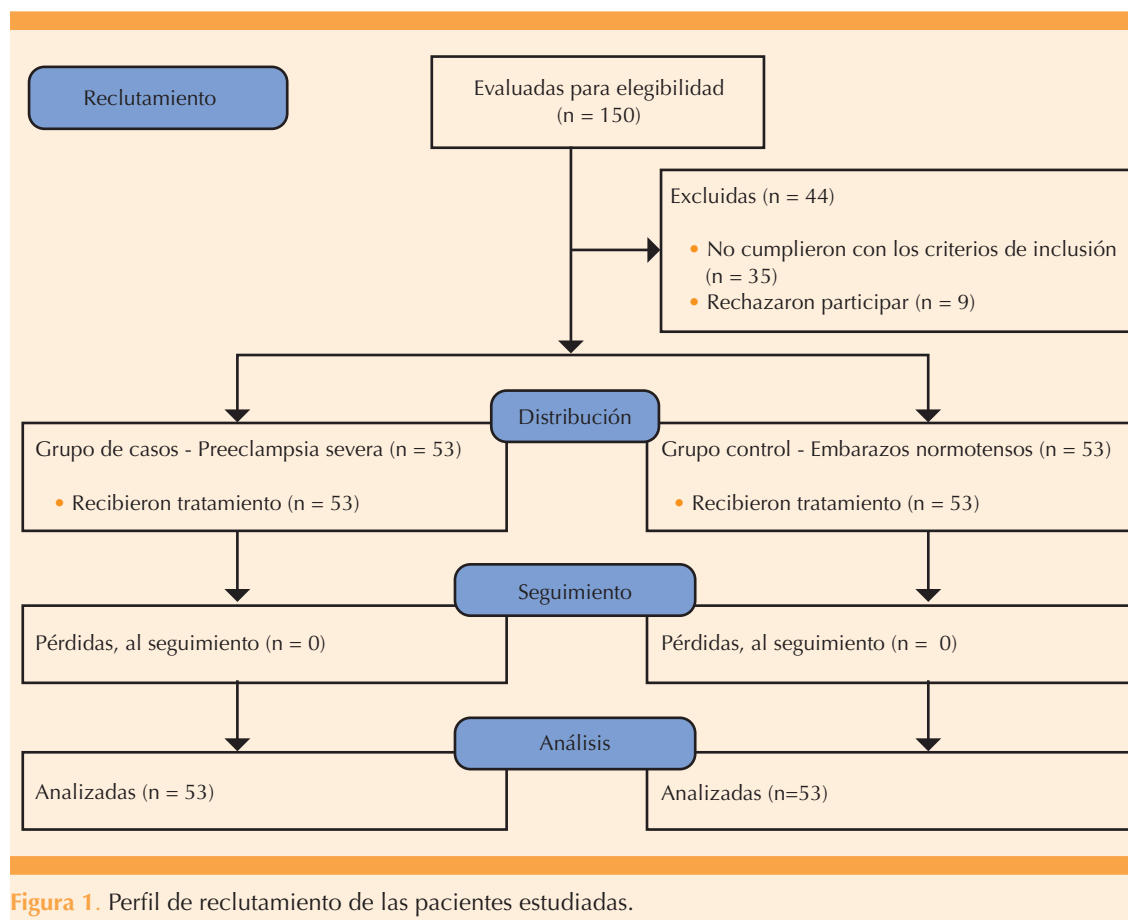 Reclutamiento
Evaluadas para elegibilidad
(n = 150)
Excluidas (n = 44)
• No cumplieron con los criterios de inclusión
(n = 35)
• Rechazaron participar (n = 9)
Distribución
Grupo de casos - Preeclampsia severa (n = 53)
• Recibieron tratamiento (n = 53)
Grupo control - Embarazos normotensos (n = 53)
• Recibieron tratamiento (n = 53)
Seguimiento
Pérdidas, al seguimiento (n = 0)
Pérdidas, al seguimiento (n = 0)
Análisis
Analizadas (n = 53)
Analizadas (n=53)
Figura 1. Perfil de reclutamiento de las pacientes estudiadas.